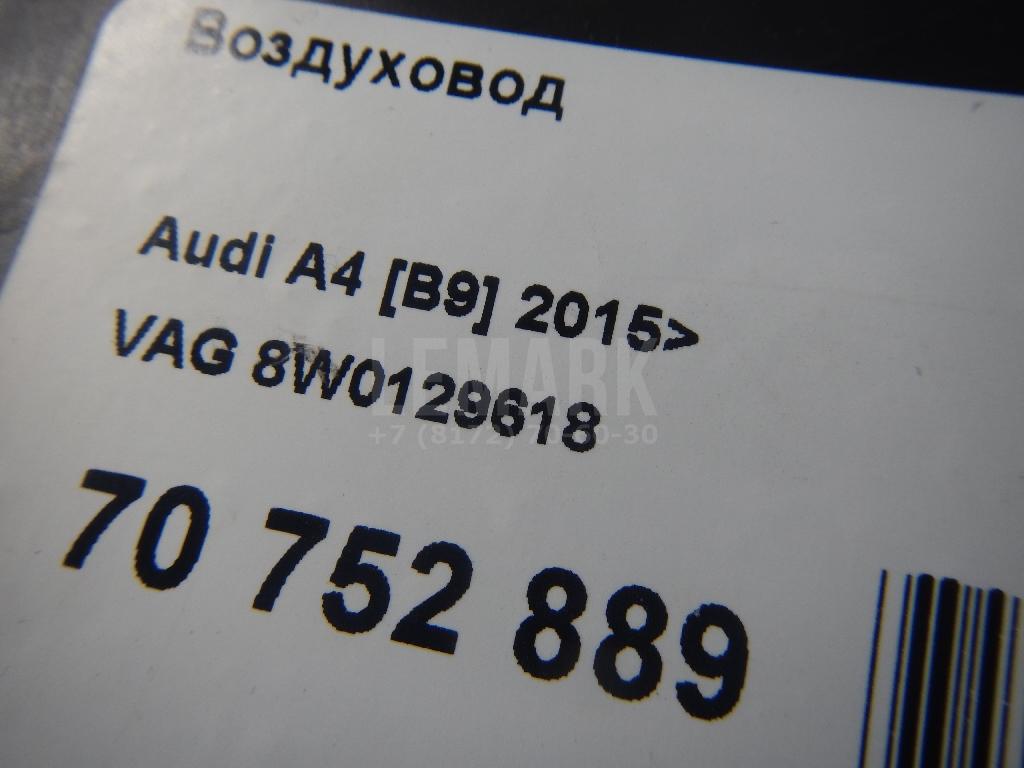 Воздуховод
Audi A4 [B9] 2015>
VAG 8W0129618
LEMARK
70 752 889